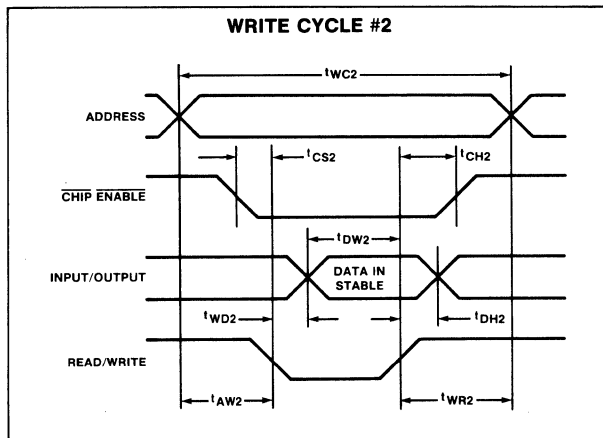 WRITE CYCLE #2
tWC2
ADDRESS
tCS2
tCH2
CHIP ENABLE
tDW2
INPUT/OUTPUT
DATA IN
STABLE
tWD2
tDH2
READ/WRITE
tAW2
tWR2